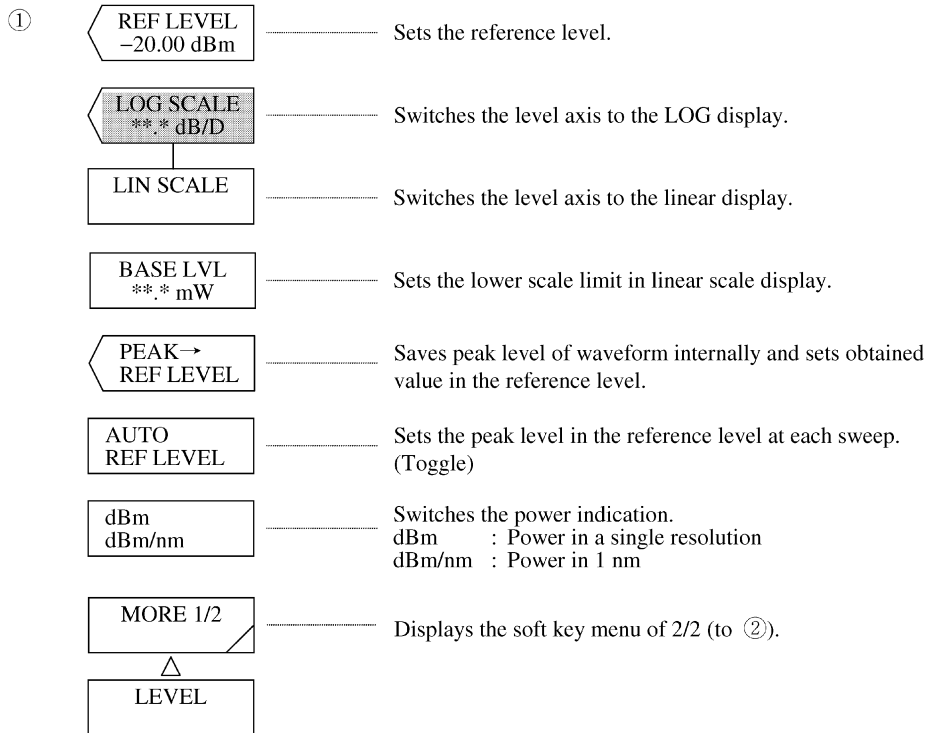 ①
REF LEVEL
−20.00 dBm
Sets the reference level.
LOG SCALE
**.* dB/D
Switches the level axis to the LOG display.
LIN SCALE
Switches the level axis to the linear display.
BASE LVL
**.* mW
Sets the lower scale limit in linear scale display.
PEAK→
REF LEVEL
Saves peak level of waveform internally and sets obtained
value in the reference level.
AUTO
REF LEVEL
Sets the peak level in the reference level at each sweep.
(Toggle)
dBm
dBm/nm
Switches the power indication.
dBm : Power in a single resolution
dBm/nm : Power in 1 nm
MORE 1/2
Displays the soft key menu of 2/2 (to ②).
LEVEL